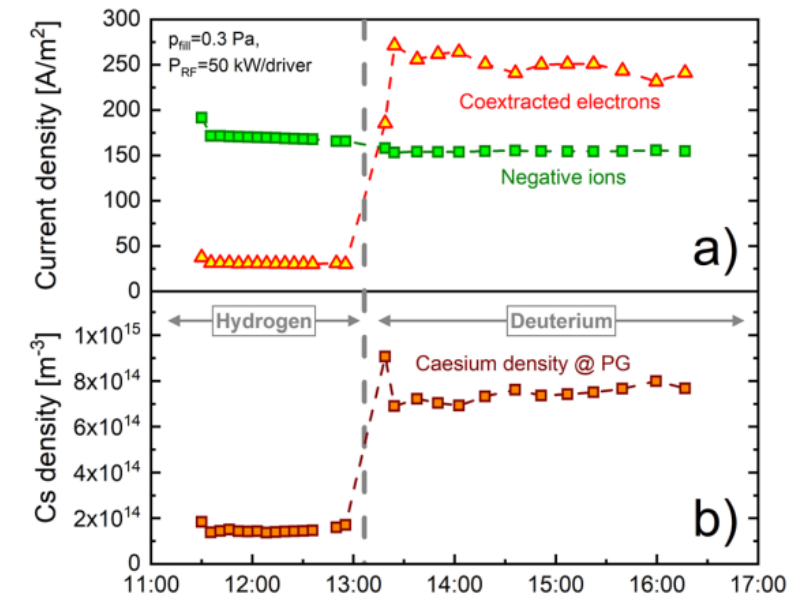 300
250
200
150
100
50
0
Current density [A/m²]
p_fill=0.3 Pa,
P_RF=50 kW/driver
Coextracted electrons
Negative ions
a)
Hydrogen
Deuterium
1x10¹⁵
8x10¹⁴
6x10¹⁴
4x10¹⁴
2x10¹⁴
0
Cs density [m⁻³]
Caesium density @ PG
b)
11:00 12:00 13:00 14:00 15:00 16:00 17:00